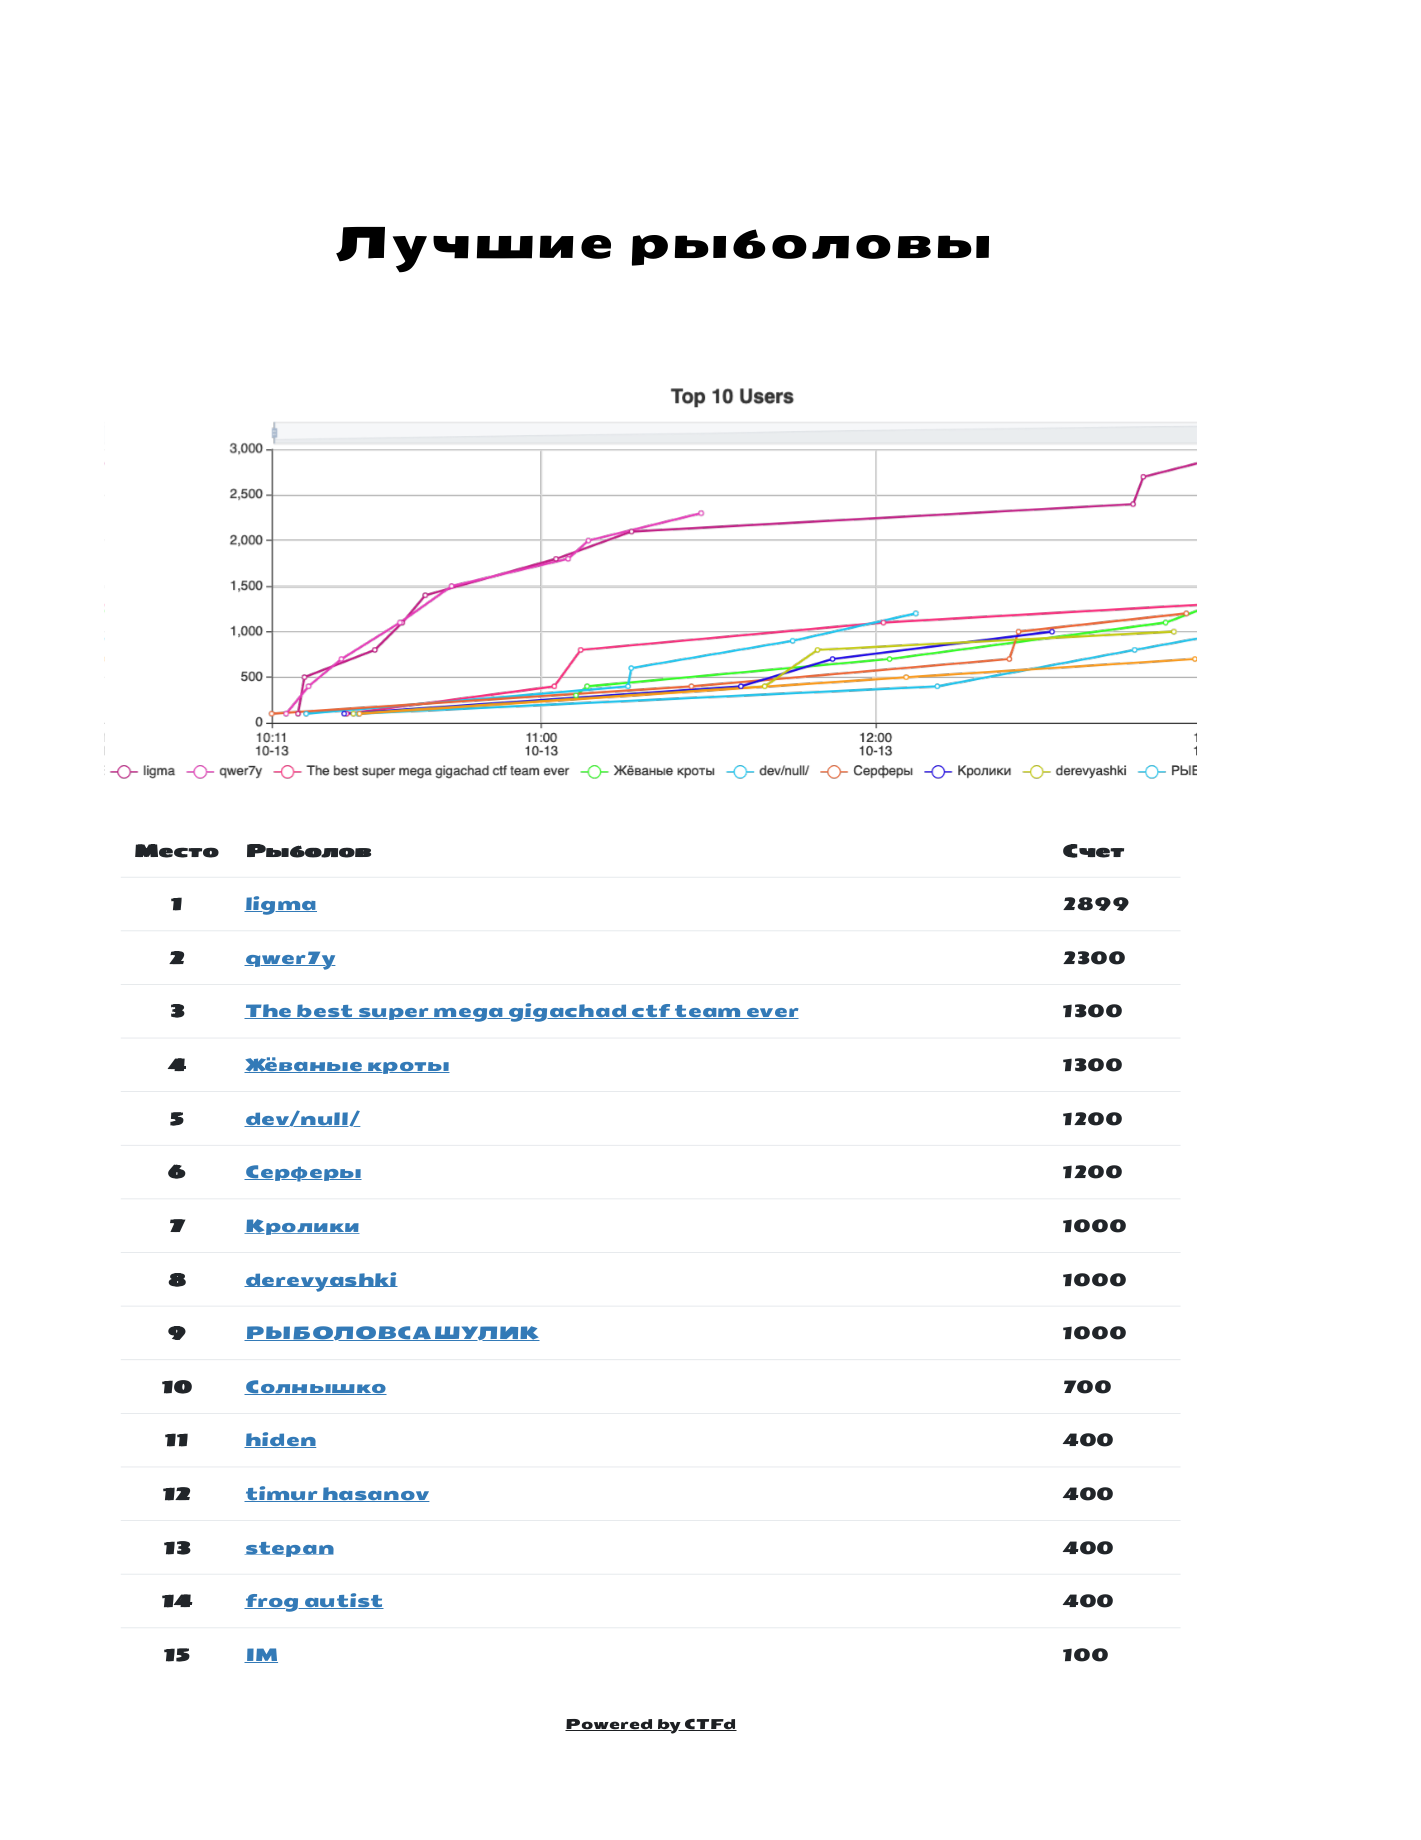 Лучшие рыболовы
Top 10 Users
3,000
2,500
2,000
1,500
1,000
500
0
10:11 11:00 12:00 1
10-13 10-13 10-13 1
ligma qwer7y The best super mega gigachad ctf team ever Жёваные кроты dev/null/ Серферы Кролики derevyashki
Место Рыболов Счет
1 ligma 2899
2 qwer7y 2300
3 The best super mega gigachad ctf team ever 1300
4 Жёваные кроты 1300
5 dev/null/ 1200
6 Серферы 1200
7 Кролики 1000
8 derevyashki 1000
9 РЫБОЛОВСАШУЛИК 1000
10 Солнышко 700
11 hiden 400
12 timur hasanov 400
13 stepan 400
14 frog autist 400
15 IM 100
Powered by CTFd